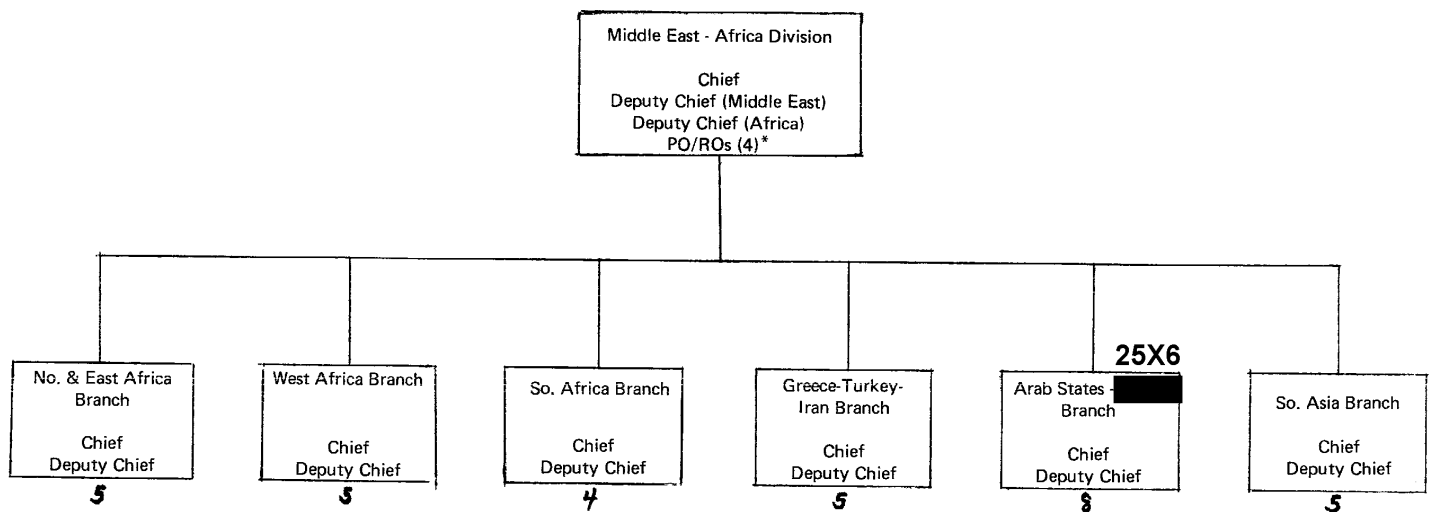 Middle East - Africa Division
Chief
Deputy Chief (Middle East)
Deputy Chief (Africa)
PO/ROs (4)*
No. & East Africa
Branch
Chief
Deputy Chief
5
West Africa Branch
Chief
Deputy Chief
5
So. Africa Branch
Chief
Deputy Chief
4
Greece-Turkey-
Iran Branch
Chief
Deputy Chief
5
25X6
Arab States -
Branch
Chief
Deputy Chief
8
So. Asia Branch
Chief
Deputy Chief
5